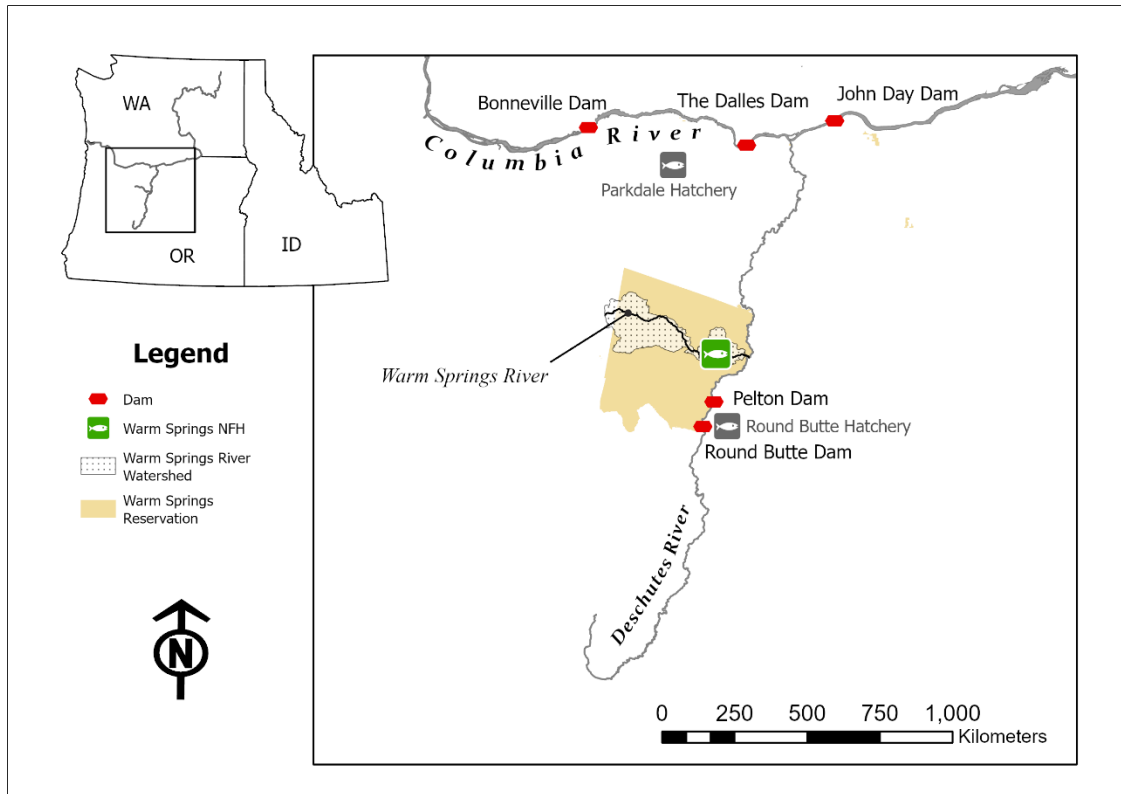 WA
OR
ID
Bonneville Dam
The Dalles Dam
John Day Dam
Columbia River
Parkdale Hatchery
Warm Springs River
Pelton Dam
Round Butte Hatchery
Round Butte Dam
Deschutes River
Legend
Dam
Warm Springs NFH
Warm Springs River
Watershed
Warm Springs
Reservation
N
0 250 500 750 1,000
Kilometers